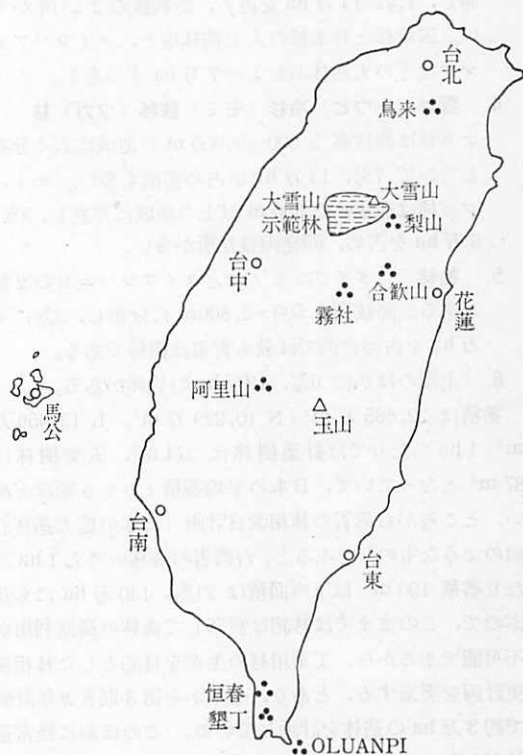 台北
烏来
大雪山
大雪山
示範林
梨山
台中
合歓山
花蓮
霧社
馬公
阿里山
玉山
台南
台東
恒春
墾丁
OLUANPI